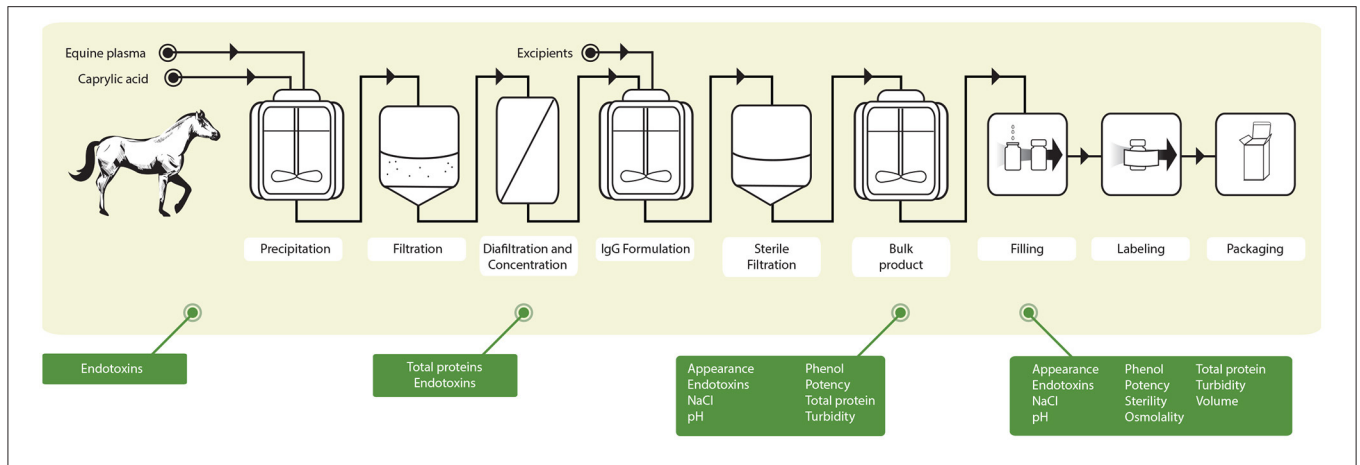 Equine plasma
Caprylic acid
Excipients
Precipitation
Filtration
Diafiltration and
Concentration
IgG Formulation
Sterile
Filtration
Bulk
product
Filling
Labeling
Packaging
Endotoxins
Total proteins
Endotoxins
Appearance
Endotoxins
NaCl
pH
Phenol
Potency
Total protein
Turbidity
Appearance
Endotoxins
NaCl
pH
Phenol
Potency
Sterility
Osmolality
Total protein
Turbidity
Volume